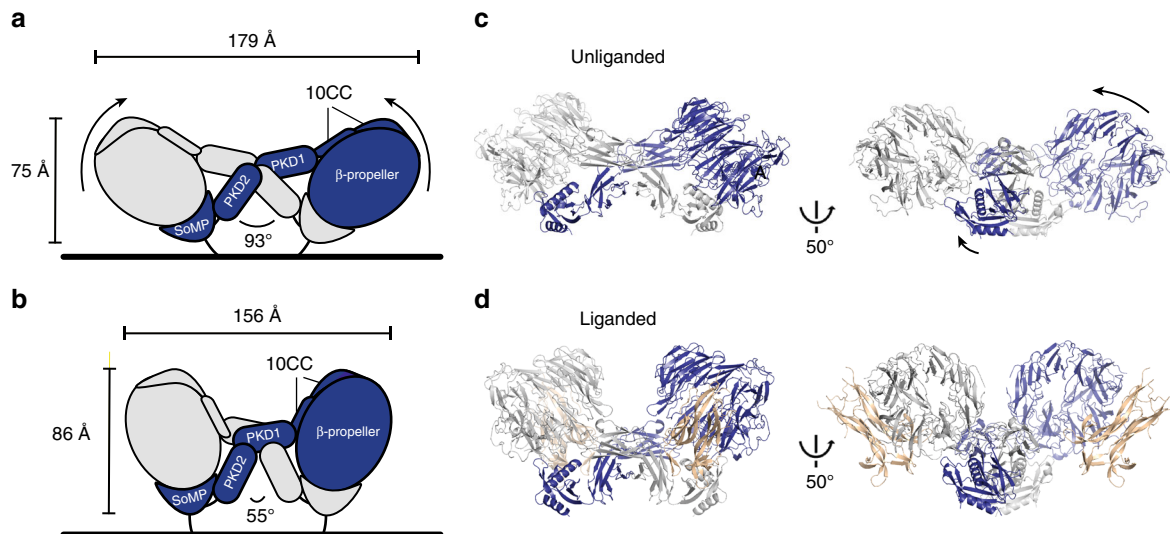 a
179 Å
10CC
75 Å
PKD1
PKD2
β-propeller
SoMP
93°
b
156 Å
10CC
86 Å
PKD1
PKD2
β-propeller
SoMP
55°
c
Unliganded
A
50°
d
Liganded
50°